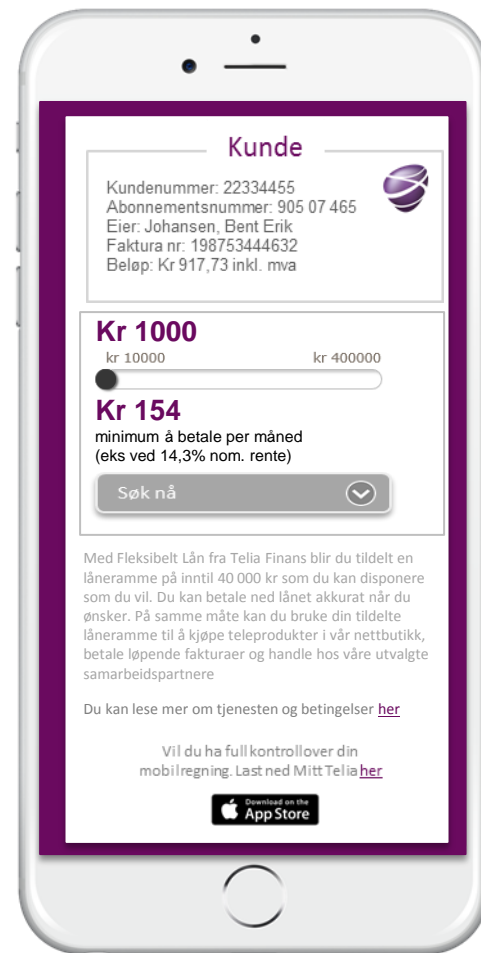 Kunde
Kundenummer: 22334455
Abonnementsnummer: 905 07 465
Eier: Johansen, Bent Erik
Faktura nr: 198753444632
Beløp: Kr 917,73 inkl. mva
Kr 1000
kr 10000 kr 400000
Kr 154
minimum å betale per måned
(eks ved 14,3% nom. rente)
Søk nå
Med Fleksibelt Lån fra Telia Finans blir du tildelt en
låneramme på inntil 40 000 kr som du kan disponere
som du vil. Du kan betale ned lånet akkurat når du
ønsker. På samme måte kan du bruke din tildelte
låneramme til å kjøpe teleprodukter i vår nettbutikk,
betale løpende fakturaer og handle hos våre utvalgte
samarbeidspartnere
Du kan lese mer om tjenesten og betingelser her
Vil du ha full kontroll over din
mobilregning. Last ned Mitt Telia her
Download on the
App Store